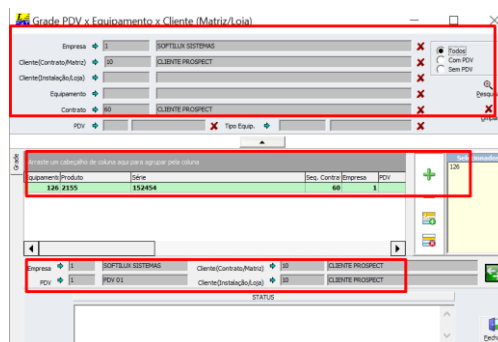 Grade PDV x Equipamento x Cliente (Matriz/Loja)
Empresa 1 SOFTILUX SISTEMAS
Todos
Cliente(Contrato/Matriz) 10 CLIENTE PROSPECT
Com PDV
Cliente(Instalação/Loja)
Sem PDV
Equipamento
Contrato 60 CLIENTE PROSPECT
PDV Tipo Equip.
Grade
Arraste um cabeçalho de coluna aqui para agrupar pela coluna
Selecionados
126
quipament Produto Série Seq. Contra Empresa PDV
126 2155 152454 60 1
Empresa 1 SOFTILUX SISTEMAS Cliente(Contrato/Matriz) 10 CLIENTE PROSPECT
PDV 1 PDV 01 Cliente(Instalação/Loja) 10 CLIENTE PROSPECT
STATUS